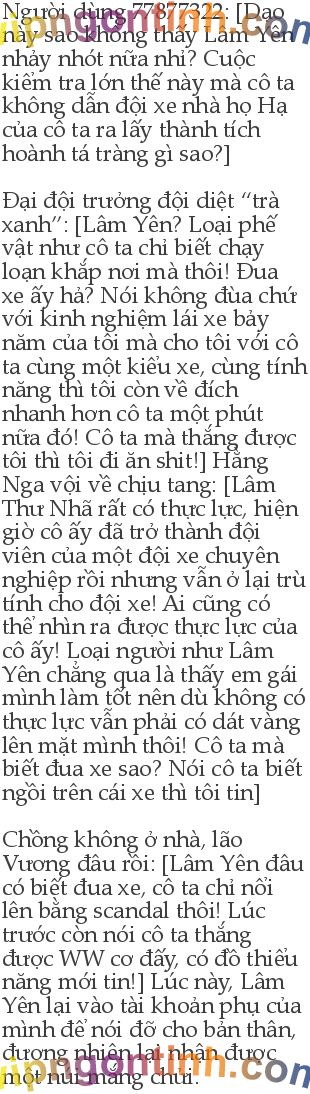 Người dùng 77877322: [Dạo
này sao không thấy Lâm Yên
nhảy nhót nữa nhỉ? Cuộc
kiểm tra lớn thế này mà cô ta
không dẫn đội xe nhà họ Hạ
của cô ta ra lấy thành tích
hoành tá tràng gì sao?]
Đại đội trưởng đội diệt “trà
xanh”: [Lâm Yên? Loại phế
vật như cô ta chỉ biết chạy
loạn khắp nơi mà thôi! Đua
xe ấy hả? Nói không đùa chứ
với kinh nghiệm lái xe bảy
năm của tôi mà cho tôi với cô
ta cùng một kiểu xe, cùng tính
năng thì tôi còn về đích
nhanh hơn cô ta một phút
nữa đó! Cô ta mà thắng được
tôi thì tôi đi ăn shit!] Hằng
Nga vội về chịu tang: [Lâm
Thư Nhã rất có thực lực, hiện
giờ cô ấy đã trở thành đội
viên của một đội xe chuyên
nghiệp rồi nhưng vẫn ở lại trù
tính cho đội xe! Ai cũng có
thể nhìn ra được thực lực của
cô ấy! Loại người như Lâm
Yên chẳng qua là thấy em gái
mình làm tốt nên dù không có
thực lực vẫn phải có dát vàng
lên mặt mình thôi! Cô ta mà
biết đua xe sao? Nói cô ta biết
ngồi trên cái xe thì tôi tin]
Chồng không ở nhà, lão
Vương đâu rồi: [Lâm Yên đâu
có biết đua xe, cô ta chỉ nổi
lên bằng scandal thôi! Lúc
trước còn nói cô ta thắng
được WW cơ đấy, có đồ thiểu
năng mới tin!] Lúc này, Lâm
Yên lại vào tài khoản phụ của
mình để nói đỡ cho bản thân,
đương nhiên lại nhận được
một núi mắng chửi.
vipngontinh.com